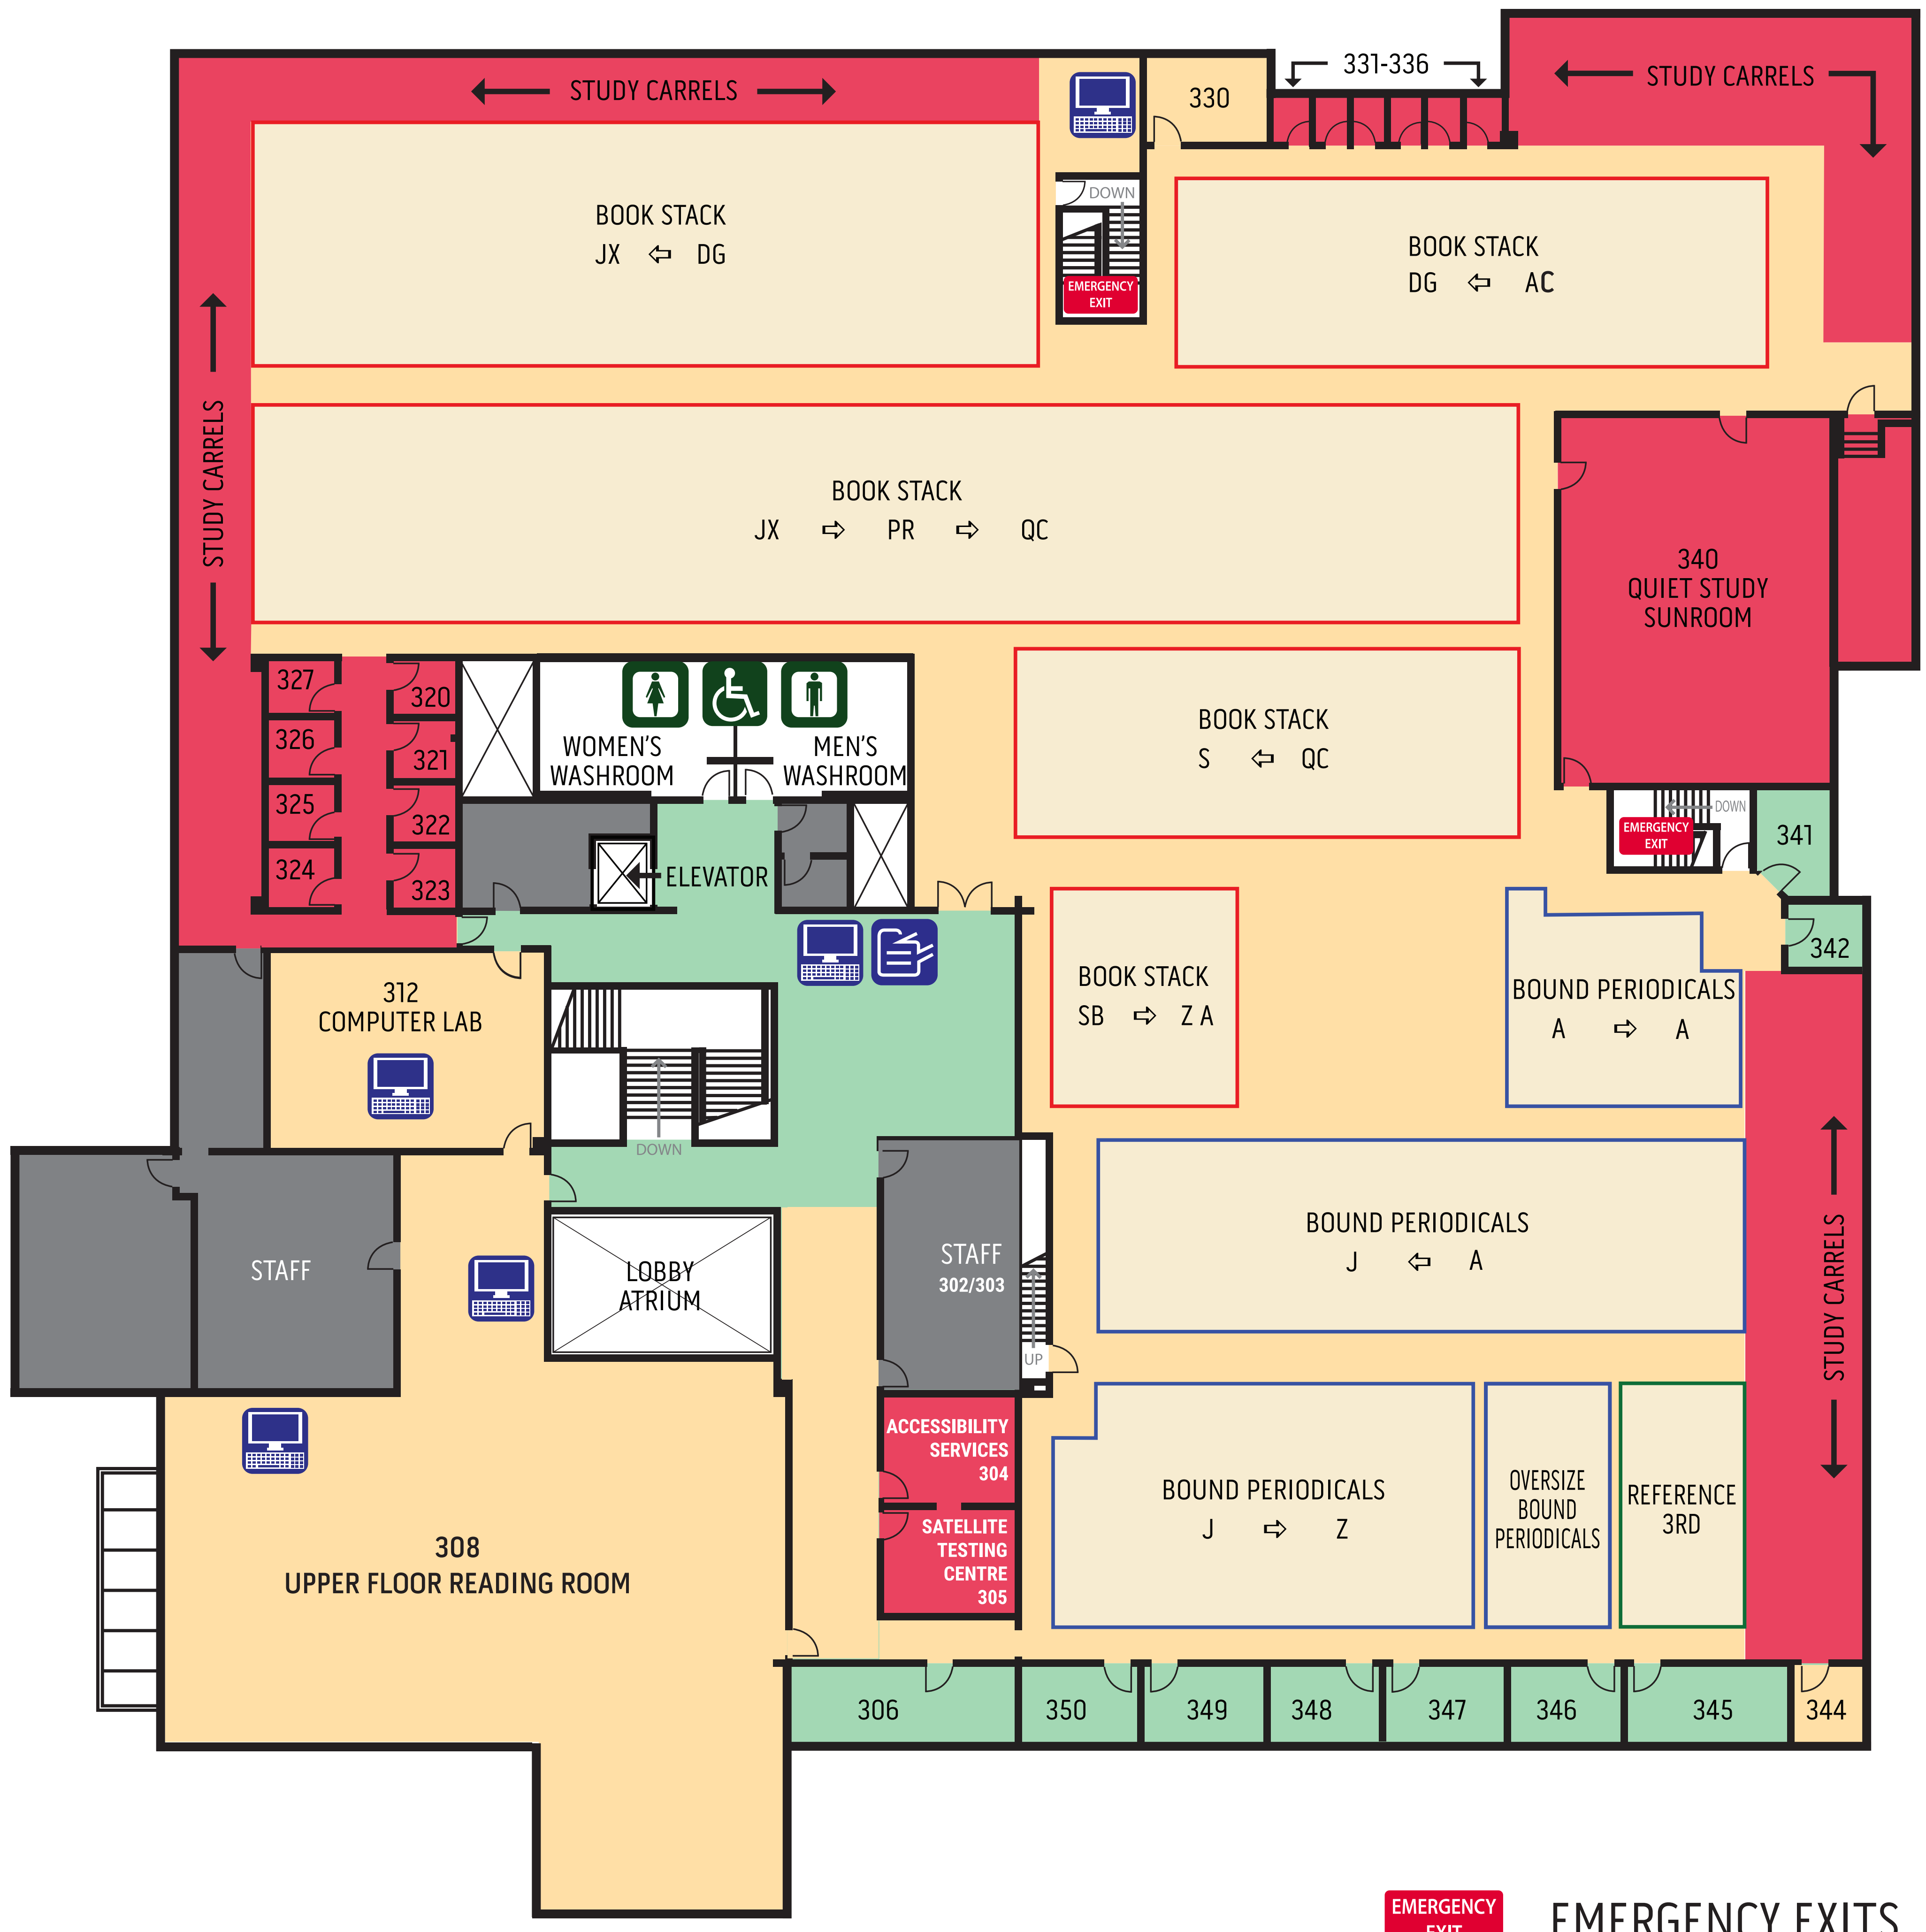 331-336
STUDY CARRELS
STUDY CARRELS
330
DOWN
EMERGENCY
EXIT
BOOK STACK
JX ⇦ DG
BOOK STACK
DG ⇦ AC
STUDY CARRELS
BOOK STACK
JX ⇨ PR ⇨ QC
340
QUIET STUDY
SUNROOM
327
326
325
324
320
321
322
323
WOMEN'S
WASHROOM
MEN'S
WASHROOM
ELEVATOR
BOOK STACK
S ⇦ QC
DOWN
EMERGENCY
EXIT
341
342
312
COMPUTER LAB
BOOK STACK
SB ⇨ Z A
BOUND PERIODICALS
A ⇨ A
DOWN
STAFF
LOBBY
ATRIUM
STAFF
302/303
UP
BOUND PERIODICALS
J ⇦ A
STUDY CARRELS
ACCESSIBILITY
SERVICES
304
SATELLITE
TESTING
CENTRE
305
BOUND PERIODICALS
J ⇨ Z
OVERSIZE
BOUND
PERIODICALS
REFERENCE
3RD
308
UPPER FLOOR READING ROOM
306
350
349
348
347
346
345
344
EMERGENCY
EXIT
EMERGENCY EXITS